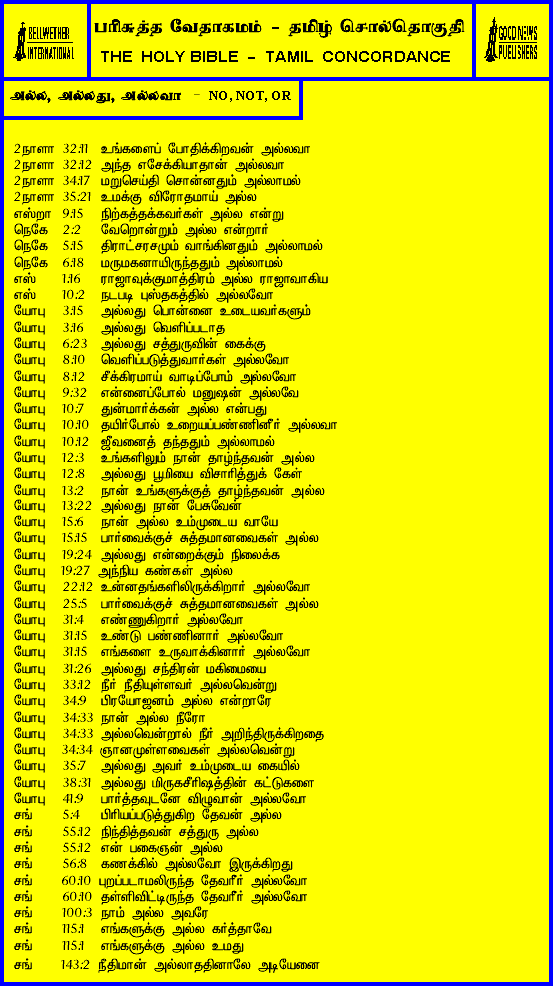 BELLWETHER
INTERNATIONAL
பரிசுத்த வேதாகமம் - தமிழ் சொல்தொகுதி
THE HOLY BIBLE - TAMIL CONCORDANCE
GOOD NEWS
PUBLISHERS
அல்ல, அல்லது, அல்லவா - NO, NOT, OR
2நாளா 32:11 உங்களைப் போதிக்கிறவன் அல்லவா
2நாளா 32:12 அந்த எசேக்கியாதான் அல்லவா
2நாளா 34:17 மறுசெய்தி சொன்னதும் அல்லாமல்
2நாளா 35:21 உமக்கு விரோதமாய் அல்ல
எஸ்றா 9:15 நிற்கத்தக்கவர்கள் அல்ல என்று
நெகே 2:2 வேறொன்றும் அல்ல என்றார்
நெகே 5:15 திராட்சரசமும் வாங்கினதும் அல்லாமல்
நெகே 6:18 மருமகனாயிருந்ததும் அல்லாமல்
எஸ் 1:16 ராஜாவுக்குமாத்திரம் அல்ல ராஜாவாகிய
எஸ் 10:2 நடபடி புஸ்தகத்தில் அல்லவோ
யோபு 3:15 அல்லது பொன்னை உடையவர்களும்
யோபு 3:16 அல்லது வெளிப்படாத
யோபு 6:23 அல்லது சத்துருவின் கைக்கு
யோபு 8:10 வெளிப்படுத்துவார்கள் அல்லவோ
யோபு 8:12 சீக்கிரமாய் வாடிப்போம் அல்லவோ
யோபு 9:32 என்னைப்போல் மனுஷன் அல்லவே
யோபு 10:7 துன்மார்க்கன் அல்ல என்பது
யோபு 10:10 தயிர்போல் உறையப்பண்ணினீர் அல்லவா
யோபு 10:12 ஜீவனைத் தந்ததும் அல்லாமல்
யோபு 12:3 உங்களிலும் நான் தாழ்ந்தவன் அல்ல
யோபு 12:8 அல்லது பூமியை விசாரித்துக் கேள்
யோபு 13:2 நான் உங்களுக்குத் தாழ்ந்தவன் அல்ல
யோபு 13:22 அல்லது நான் பேசுவேன்
யோபு 15:6 நான் அல்ல உம்முடைய வாயே
யோபு 15:15 பார்வைக்குச் சுத்தமானவைகள் அல்ல
யோபு 19:24 அல்லது என்றைக்கும் நிலைக்க
யோபு 19:27 அந்நிய கண்கள் அல்ல
யோபு 22:12 உன்னதங்களிலிருக்கிறார் அல்லவோ
யோபு 25:5 பார்வைக்குச் சுத்தமானவைகள் அல்ல
யோபு 31:4 எண்ணுகிறார் அல்லவோ
யோபு 31:15 உண்டு பண்ணினார் அல்லவோ
யோபு 31:15 எங்களை உருவாக்கினார் அல்லவோ
யோபு 31:26 அல்லது சந்திரன் மகிமையை
யோபு 33:12 நீர் நீதியுள்ளவர் அல்லவென்று
யோபு 34:9 பிரயோஜனம் அல்ல என்றாரே
யோபு 34:33 நான் அல்ல நீரோ
யோபு 34:33 அல்லவென்றால் நீர் அறிந்திருக்கிறதை
யோபு 34:34 ஞானமுள்ளவைகள் அல்லவென்று
யோபு 35:7 அல்லது அவர் உம்முடைய கையில்
யோபு 38:31 அல்லது மிருகசீரிஷத்தின் கட்டுகளை
யோபு 41:9 பார்த்தவுடனே விழுவான் அல்லவோ
சங் 5:4 பிரியப்படுத்துகிற தேவன் அல்ல
சங் 55:12 நிந்தித்தவன் சத்துரு அல்ல
சங் 55:12 என் பகைஞன் அல்ல
சங் 56:8 கணக்கில் அல்லவோ இருக்கிறது
சங் 60:10 புறப்படாமலிருந்த தேவரீர் அல்லவோ
சங் 60:10 தள்ளிவிட்டிருந்த தேவரீர் அல்லவோ
சங் 100:3 நாம் அல்ல அவரே
சங் 115:1 எங்களுக்கு அல்ல கர்த்தாவே
சங் 115:1 எங்களுக்கு அல்ல உமது
சங் 143:2 நீதிமான் அல்லாததினாலே அடியேனை